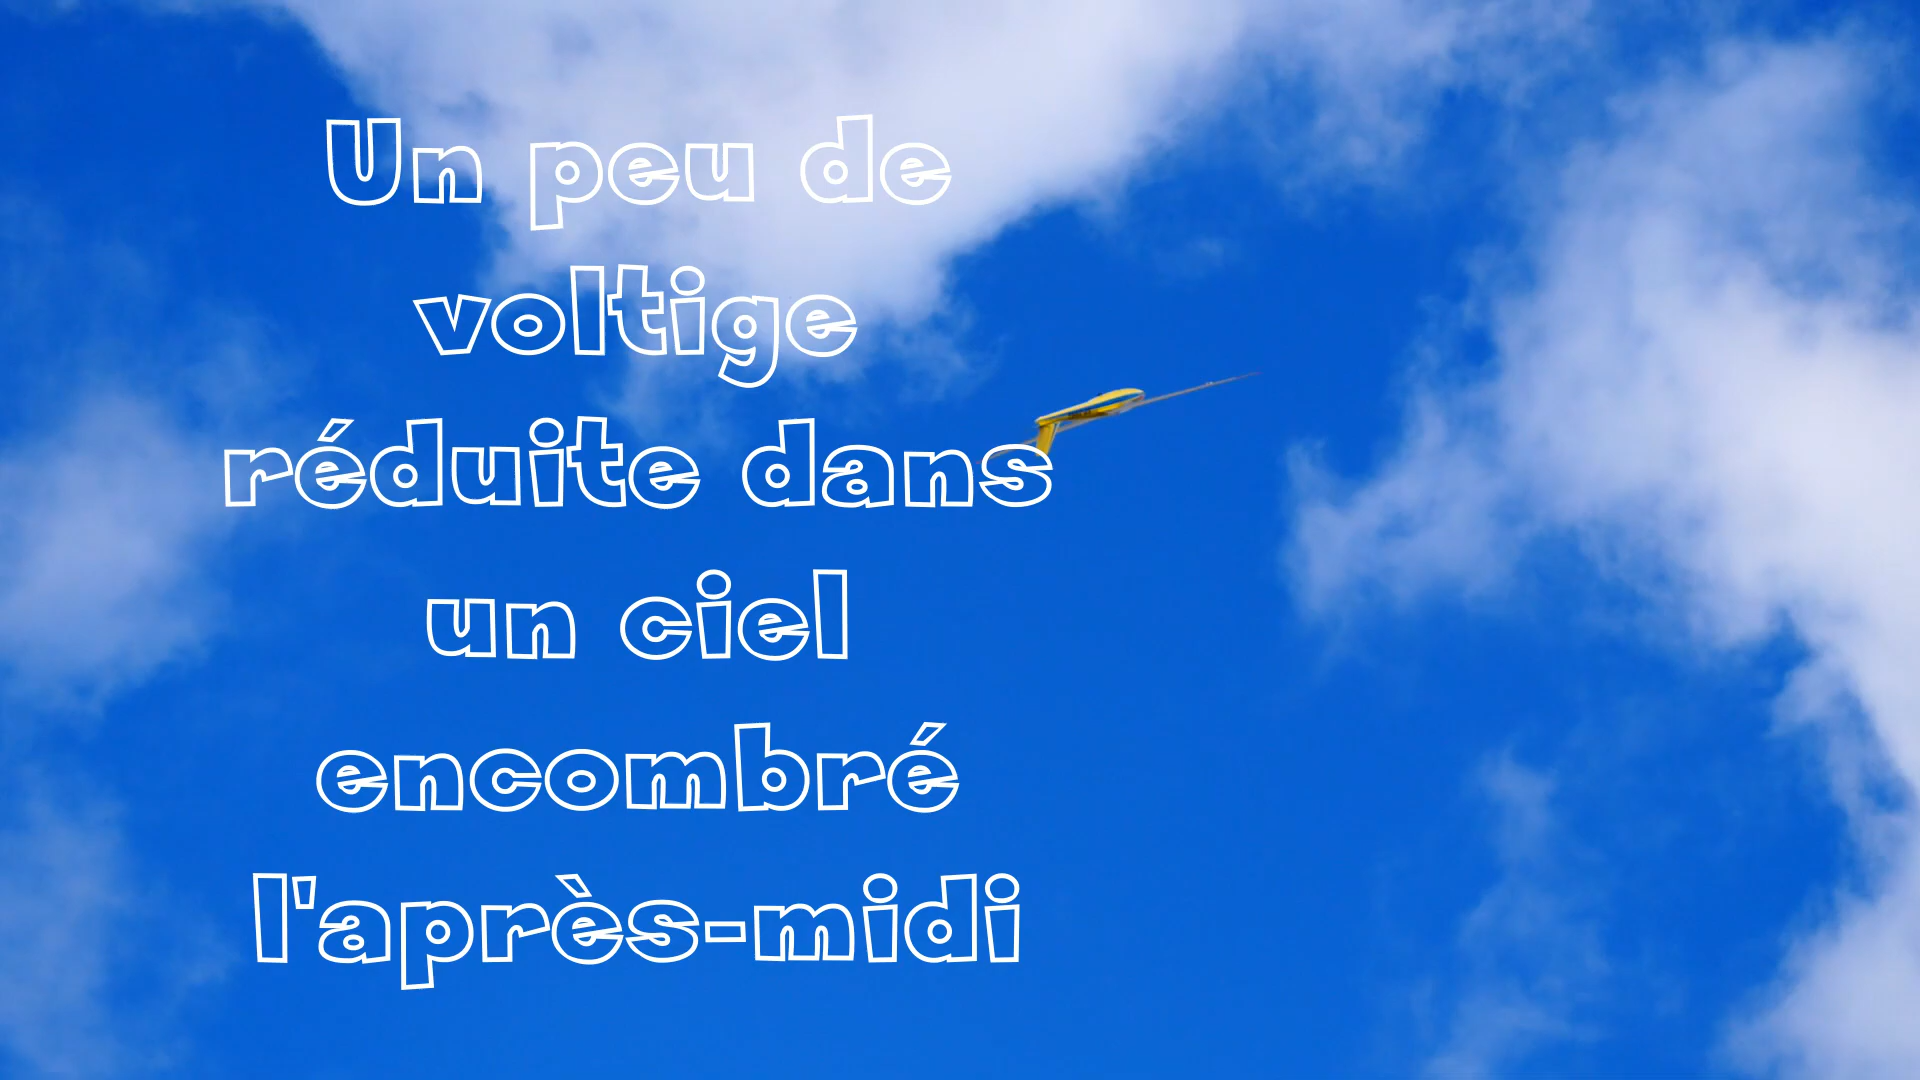 Un peu de
voltige
réduite dans
un ciel
encombré
l'après-midi